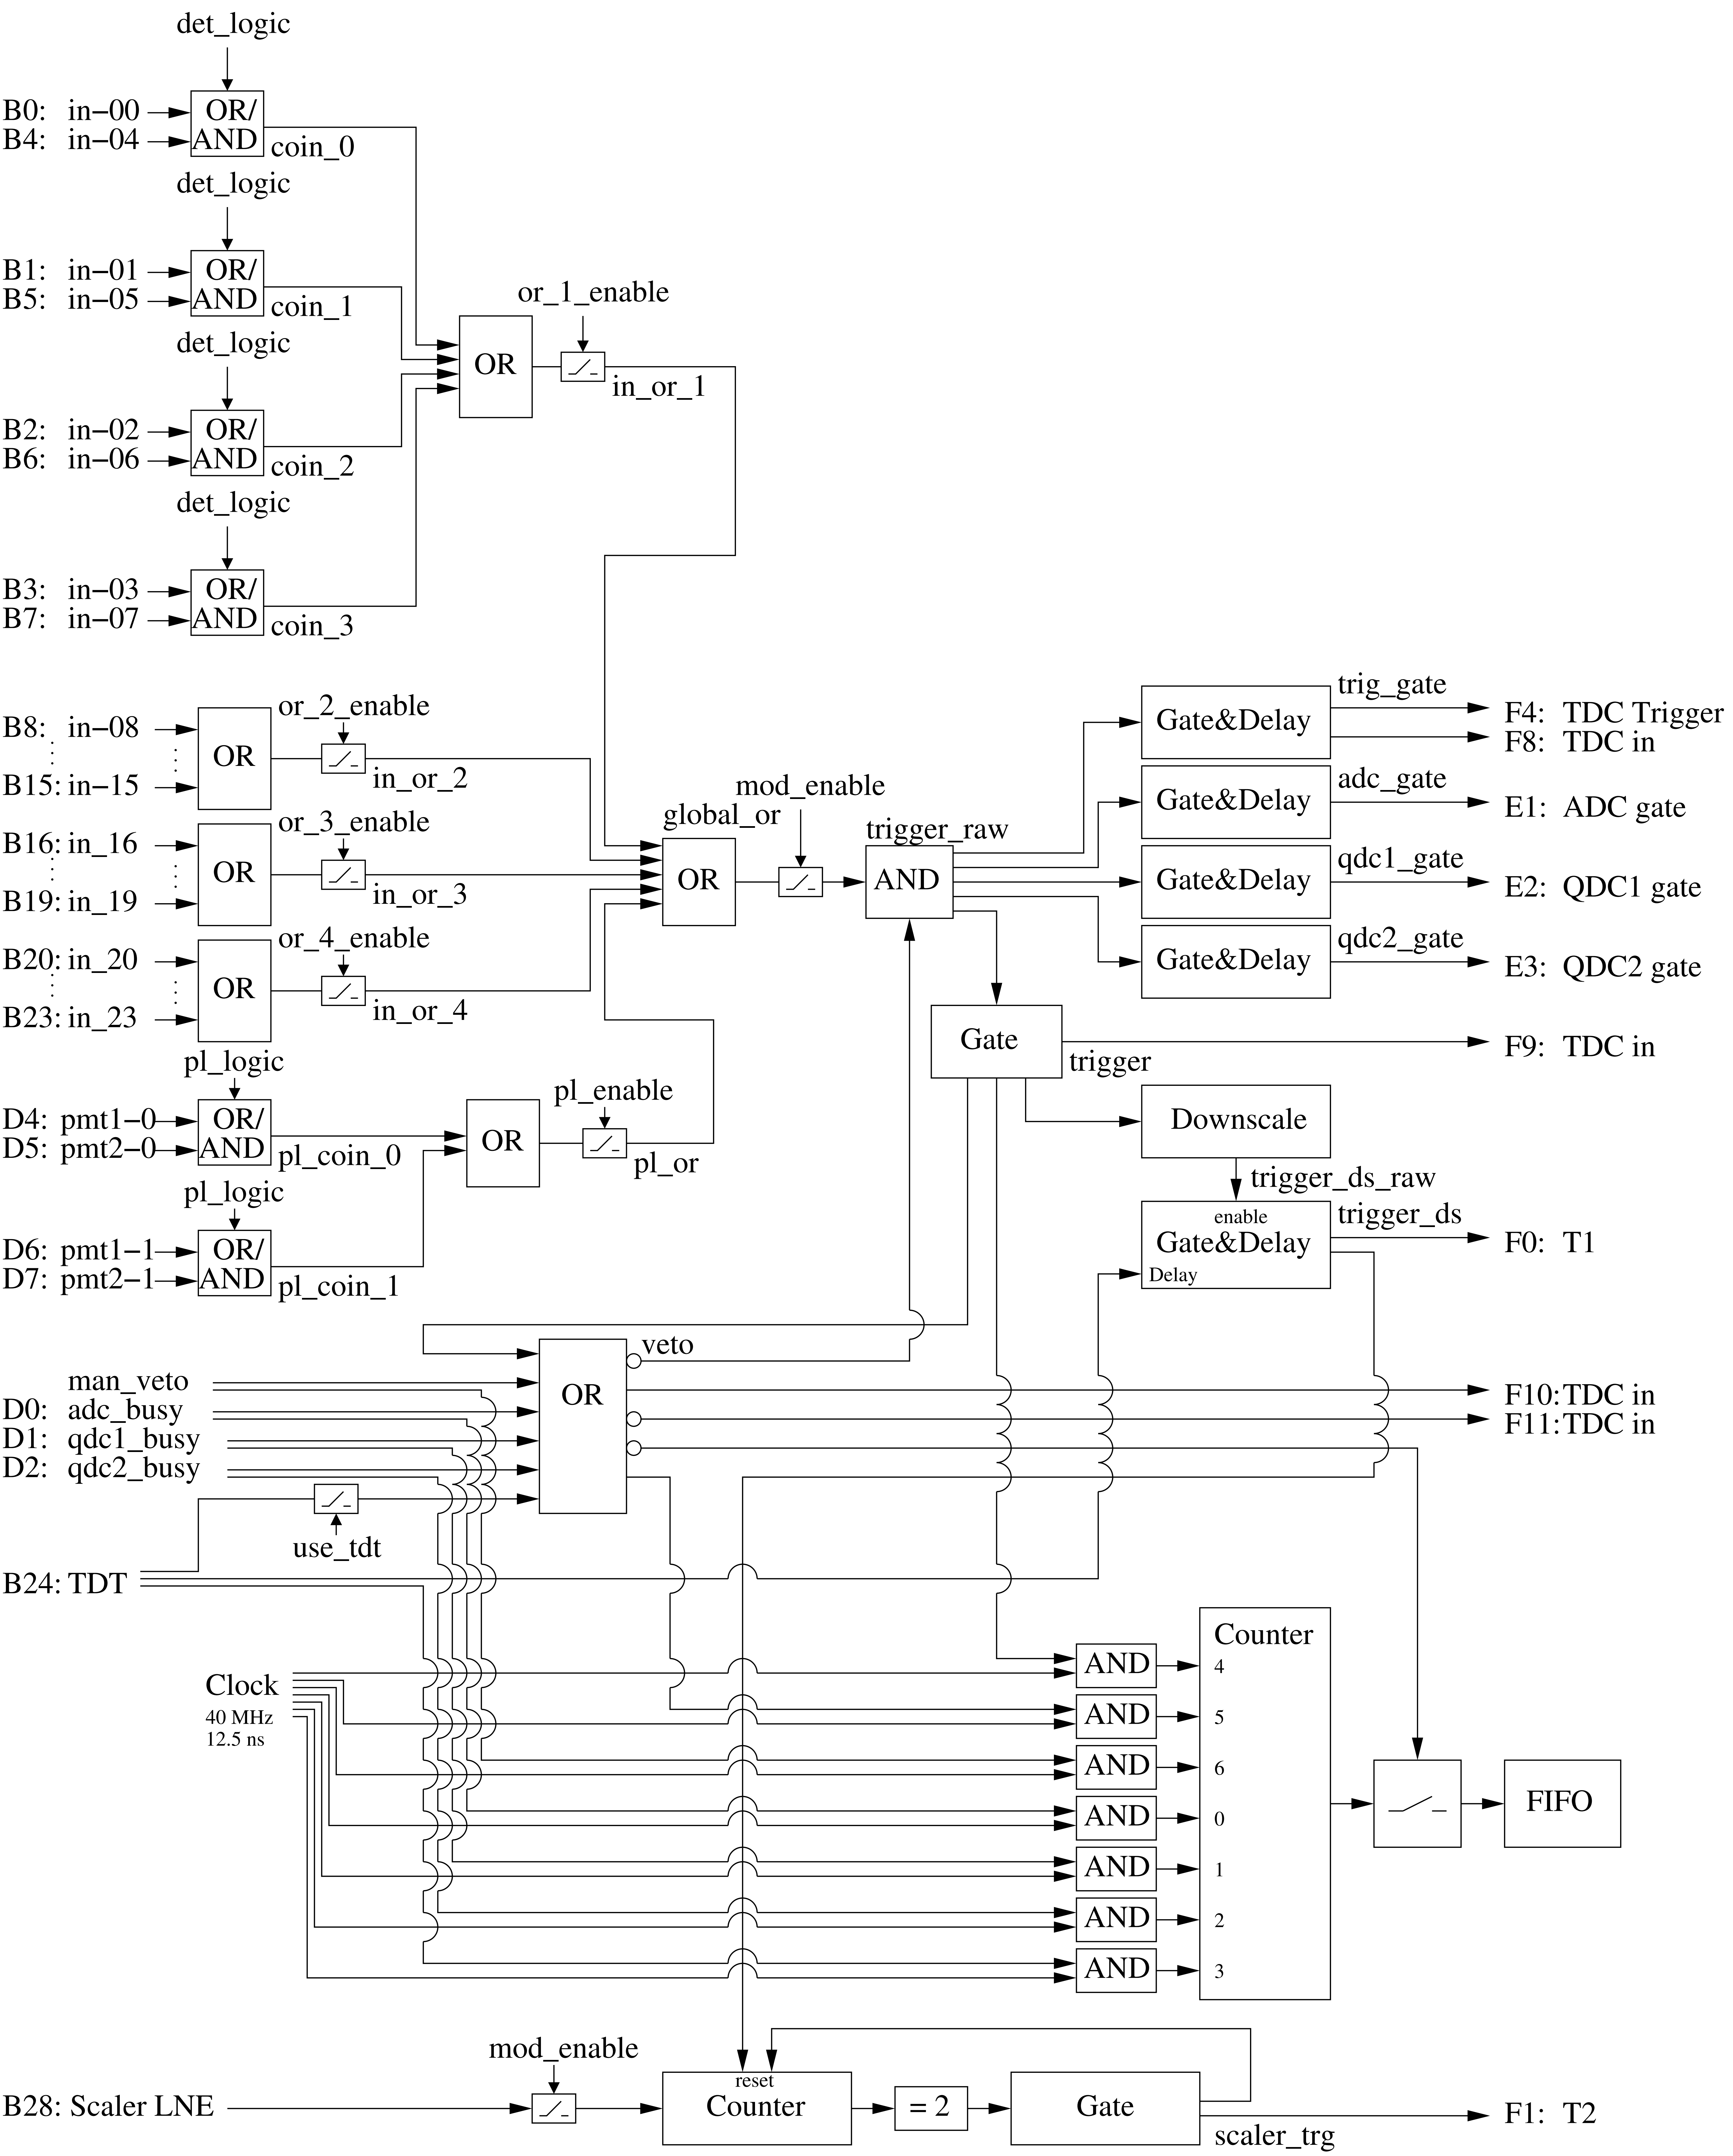 det_logic
B0: in-00
B4: in-04
OR/
AND
coin_0
det_logic
B1: in-01
B5: in-05
OR/
AND
coin_1
det_logic
B2: in-02
B6: in-06
OR/
AND
coin_2
det_logic
B3: in-03
B7: in-07
OR/
AND
coin_3
OR
or_1_enable
in_or_1
B8: in-08
B15: in-15
OR
or_2_enable
in_or_2
B16: in_16
B19: in_19
OR
or_3_enable
in_or_3
B20: in_20
B23: in_23
OR
or_4_enable
in_or_4
pl_logic
D4: pmt1-0
D5: pmt2-0
OR/
AND
pl_coin_0
pl_logic
D6: pmt1-1
D7: pmt2-1
OR/
AND
pl_coin_1
OR
pl_enable
pl_or
global_or
OR
mod_enable
trigger_raw
AND
Gate&Delay
trig_gate
F4: TDC Trigger
F8: TDC in
Gate&Delay
adc_gate
E1: ADC gate
Gate&Delay
qdc1_gate
E2: QDC1 gate
Gate&Delay
qdc2_gate
E3: QDC2 gate
Gate
trigger
F9: TDC in
Downscale
trigger_ds_raw
enable
Gate&Delay
Delay
trigger_ds
F0: T1
man_veto
D0: adc_busy
D1: qdc1_busy
D2: qdc2_busy
use_tdt
B24: TDT
OR
veto
F10: TDC in
F11: TDC in
Clock
40 MHz
12.5 ns
AND
AND
AND
AND
AND
AND
AND
Counter
4
5
6
0
1
2
3
FIFO
B28: Scaler LNE
mod_enable
reset
Counter
= 2
Gate
scaler_trg
F1: T2